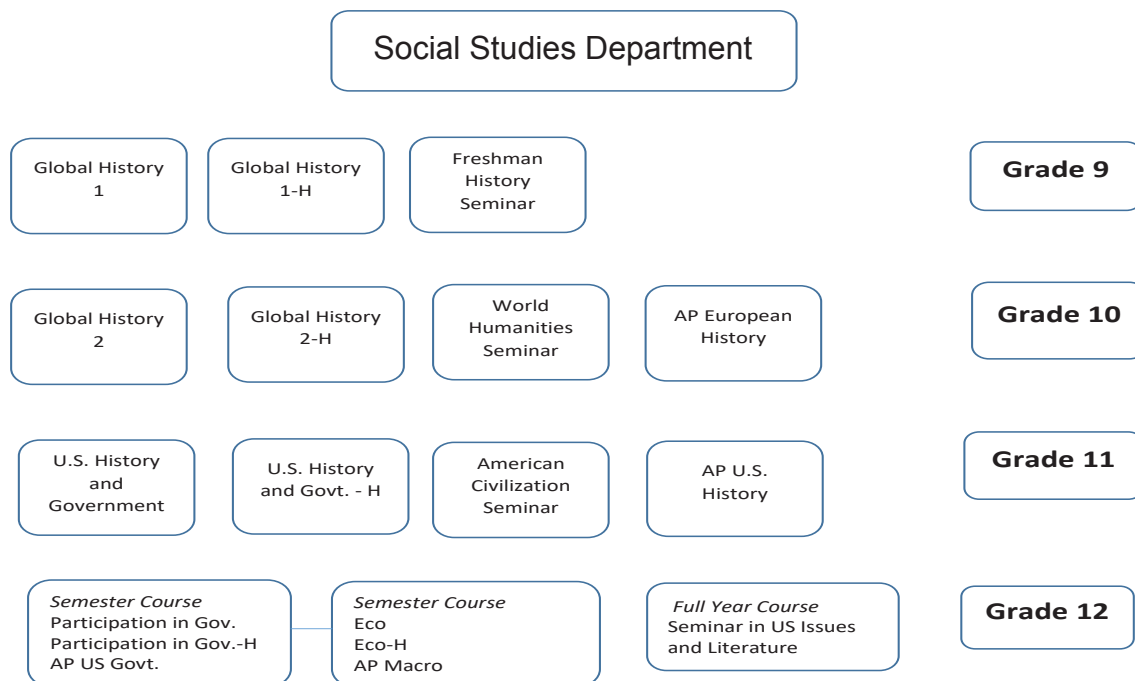 Social Studies Department
Global History
1
Global History
1-H
Freshman
History
Seminar
Grade 9
Global History
2
Global History
2-H
World
Humanities
Seminar
AP European
History
Grade 10
U.S. History
and
Government
U.S. History
and Govt. - H
American
Civilization
Seminar
AP U.S.
History
Grade 11
Semester Course
Participation in Gov.
Participation in Gov.-H
AP US Govt.
Semester Course
Eco
Eco-H
AP Macro
Full Year Course
Seminar in US Issues
and Literature
Grade 12